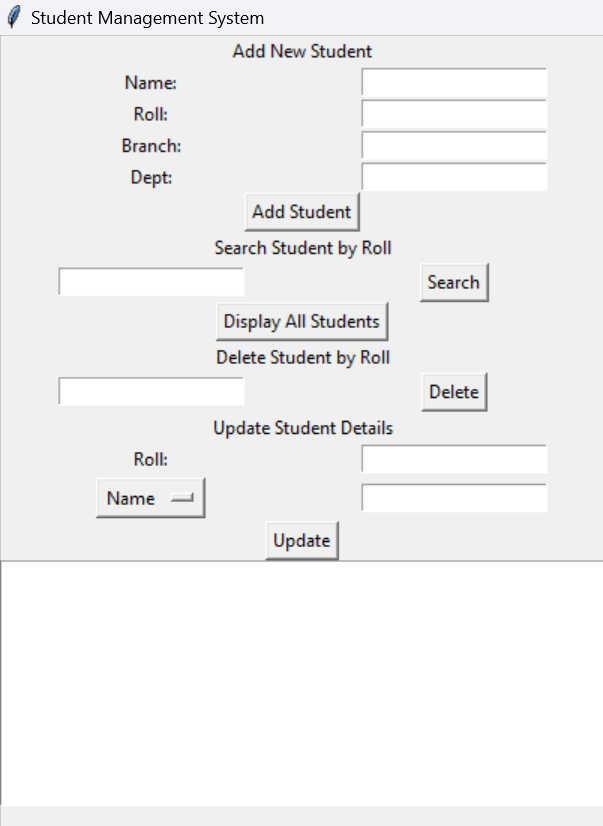 Student Management System
Add New Student
Name:
Roll:
Branch:
Dept:
Add Student
Search Student by Roll
Search
Display All Students
Delete Student by Roll
Delete
Update Student Details
Roll:
Name
Update